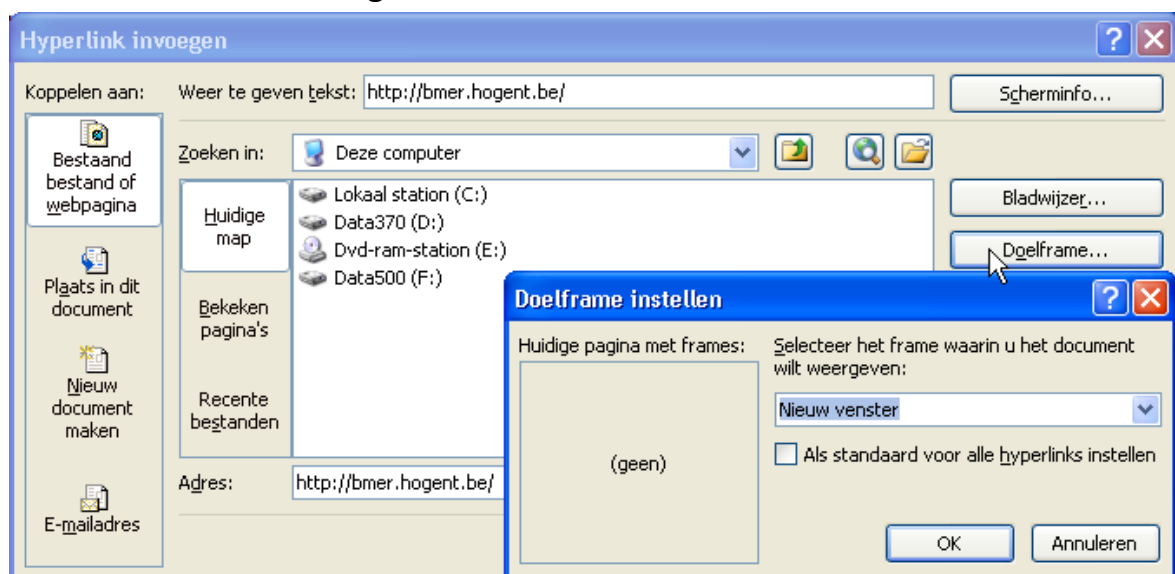 Hyperlink invoegen
Koppelen aan:
Weer te geven tekst: http://bmer.hogent.be/
Scherminfo...
Bestaand
bestand of
webpagina
Zoeken in:
Deze computer
Huidige
map
Lokaal station (C:)
Data370 (D:)
Dvd-ram-station (E:)
Data500 (F:)
Bladwijzer...
Doelframe...
Plaats in dit
document
Bekeken
pagina's
Nieuw
document
maken
Recente
bestanden
E-mailadres
Adres: http://bmer.hogent.be/
Doelframe instellen
Huidige pagina met frames:
(geen)
Selecteer het frame waarin u het document
wilt weergeven:
Nieuw venster
Als standaard voor alle hyperlinks instellen
OK
Annuleren